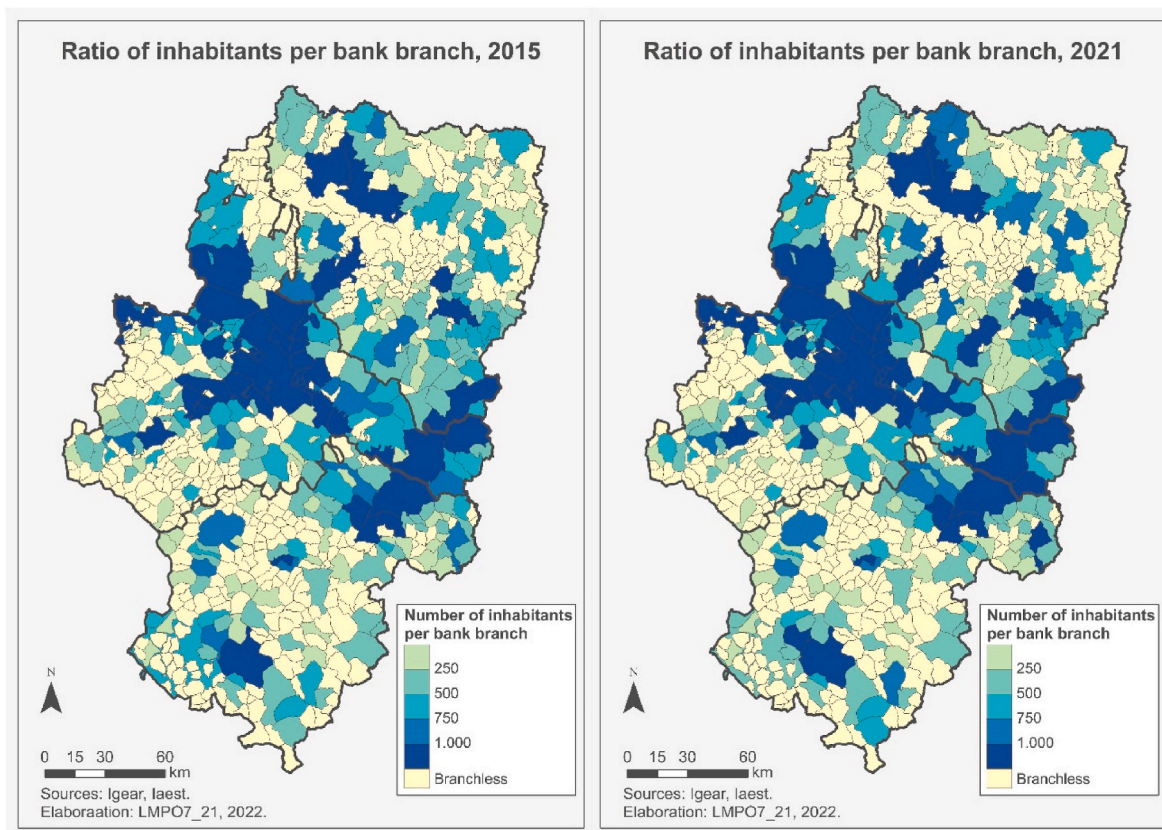 Ratio of inhabitants per bank branch, 2015
N
0 15 30 60
km
Sources: Igear, Iaest.
Elaboraation: LMPO7_21, 2022.
Number of inhabitants
per bank branch
250
500
750
1.000
Branchless
Ratio of inhabitants per bank branch, 2021
N
0 15 30 60
km
Sources: Igear, Iaest.
Elaboration: LMPO7_21, 2022.
Number of inhabitants
per bank branch
250
500
750
1.000
Branchless